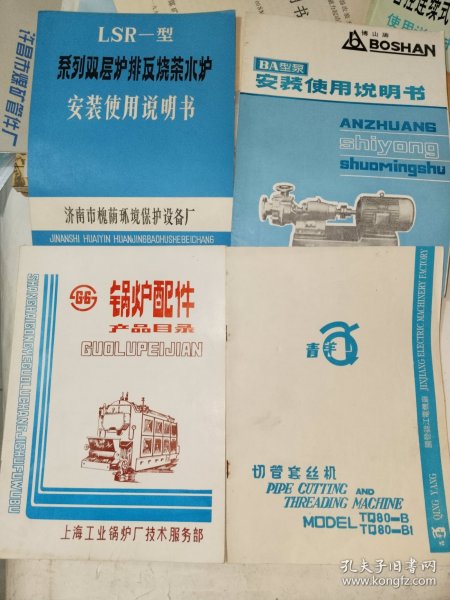 LSR—型
系列双层炉排反烧茶水炉
安装使用说明书
济南市槐荫环境保护设备厂
JINANSHI HUAIYIN HUANJINGBAOHUSHEBEICHANG
博山牌
BOSHAN
BA型泵
安装使用说明书
ANZHUANG
shiyong
shuomingshu
锅炉配件
产品目录
GUOLUPEIJIAN
SHANGHAIGONGYEGUOLUCHANGJISHUFUWUBU
上海工业锅炉厂技术服务部
青羊
切管套丝机
PIPE CUTTING AND
THREADING MACHINE
MODEL TQ80—B
TQ80—B1
QING YANG
JINJIANG ELECTRIC MACHINERY FACTORY
孔夫子旧书网